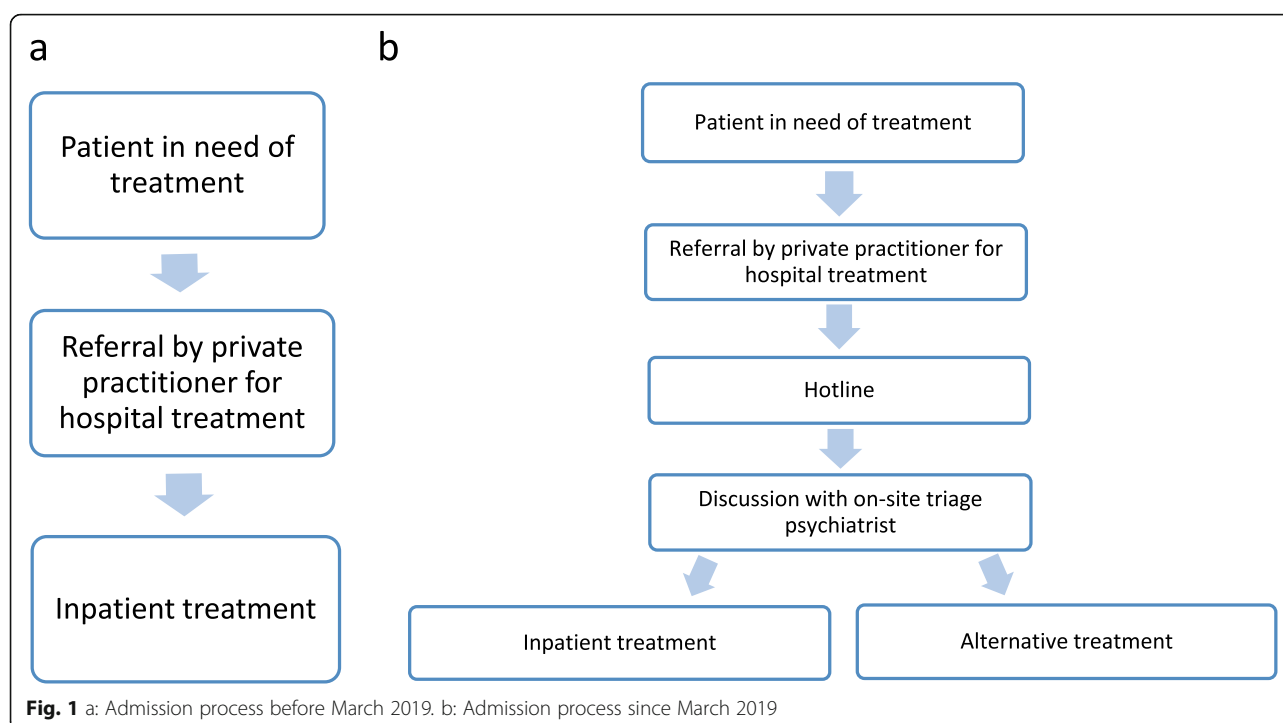 a
Patient in need of
treatment
Referral by private
practitioner for
hospital treatment
Inpatient treatment
b
Patient in need of treatment
Referral by private practitioner for
hospital treatment
Hotline
Discussion with on-site triage
psychiatrist
Inpatient treatment
Alternative treatment
Fig. 1 a: Admission process before March 2019. b: Admission process since March 2019